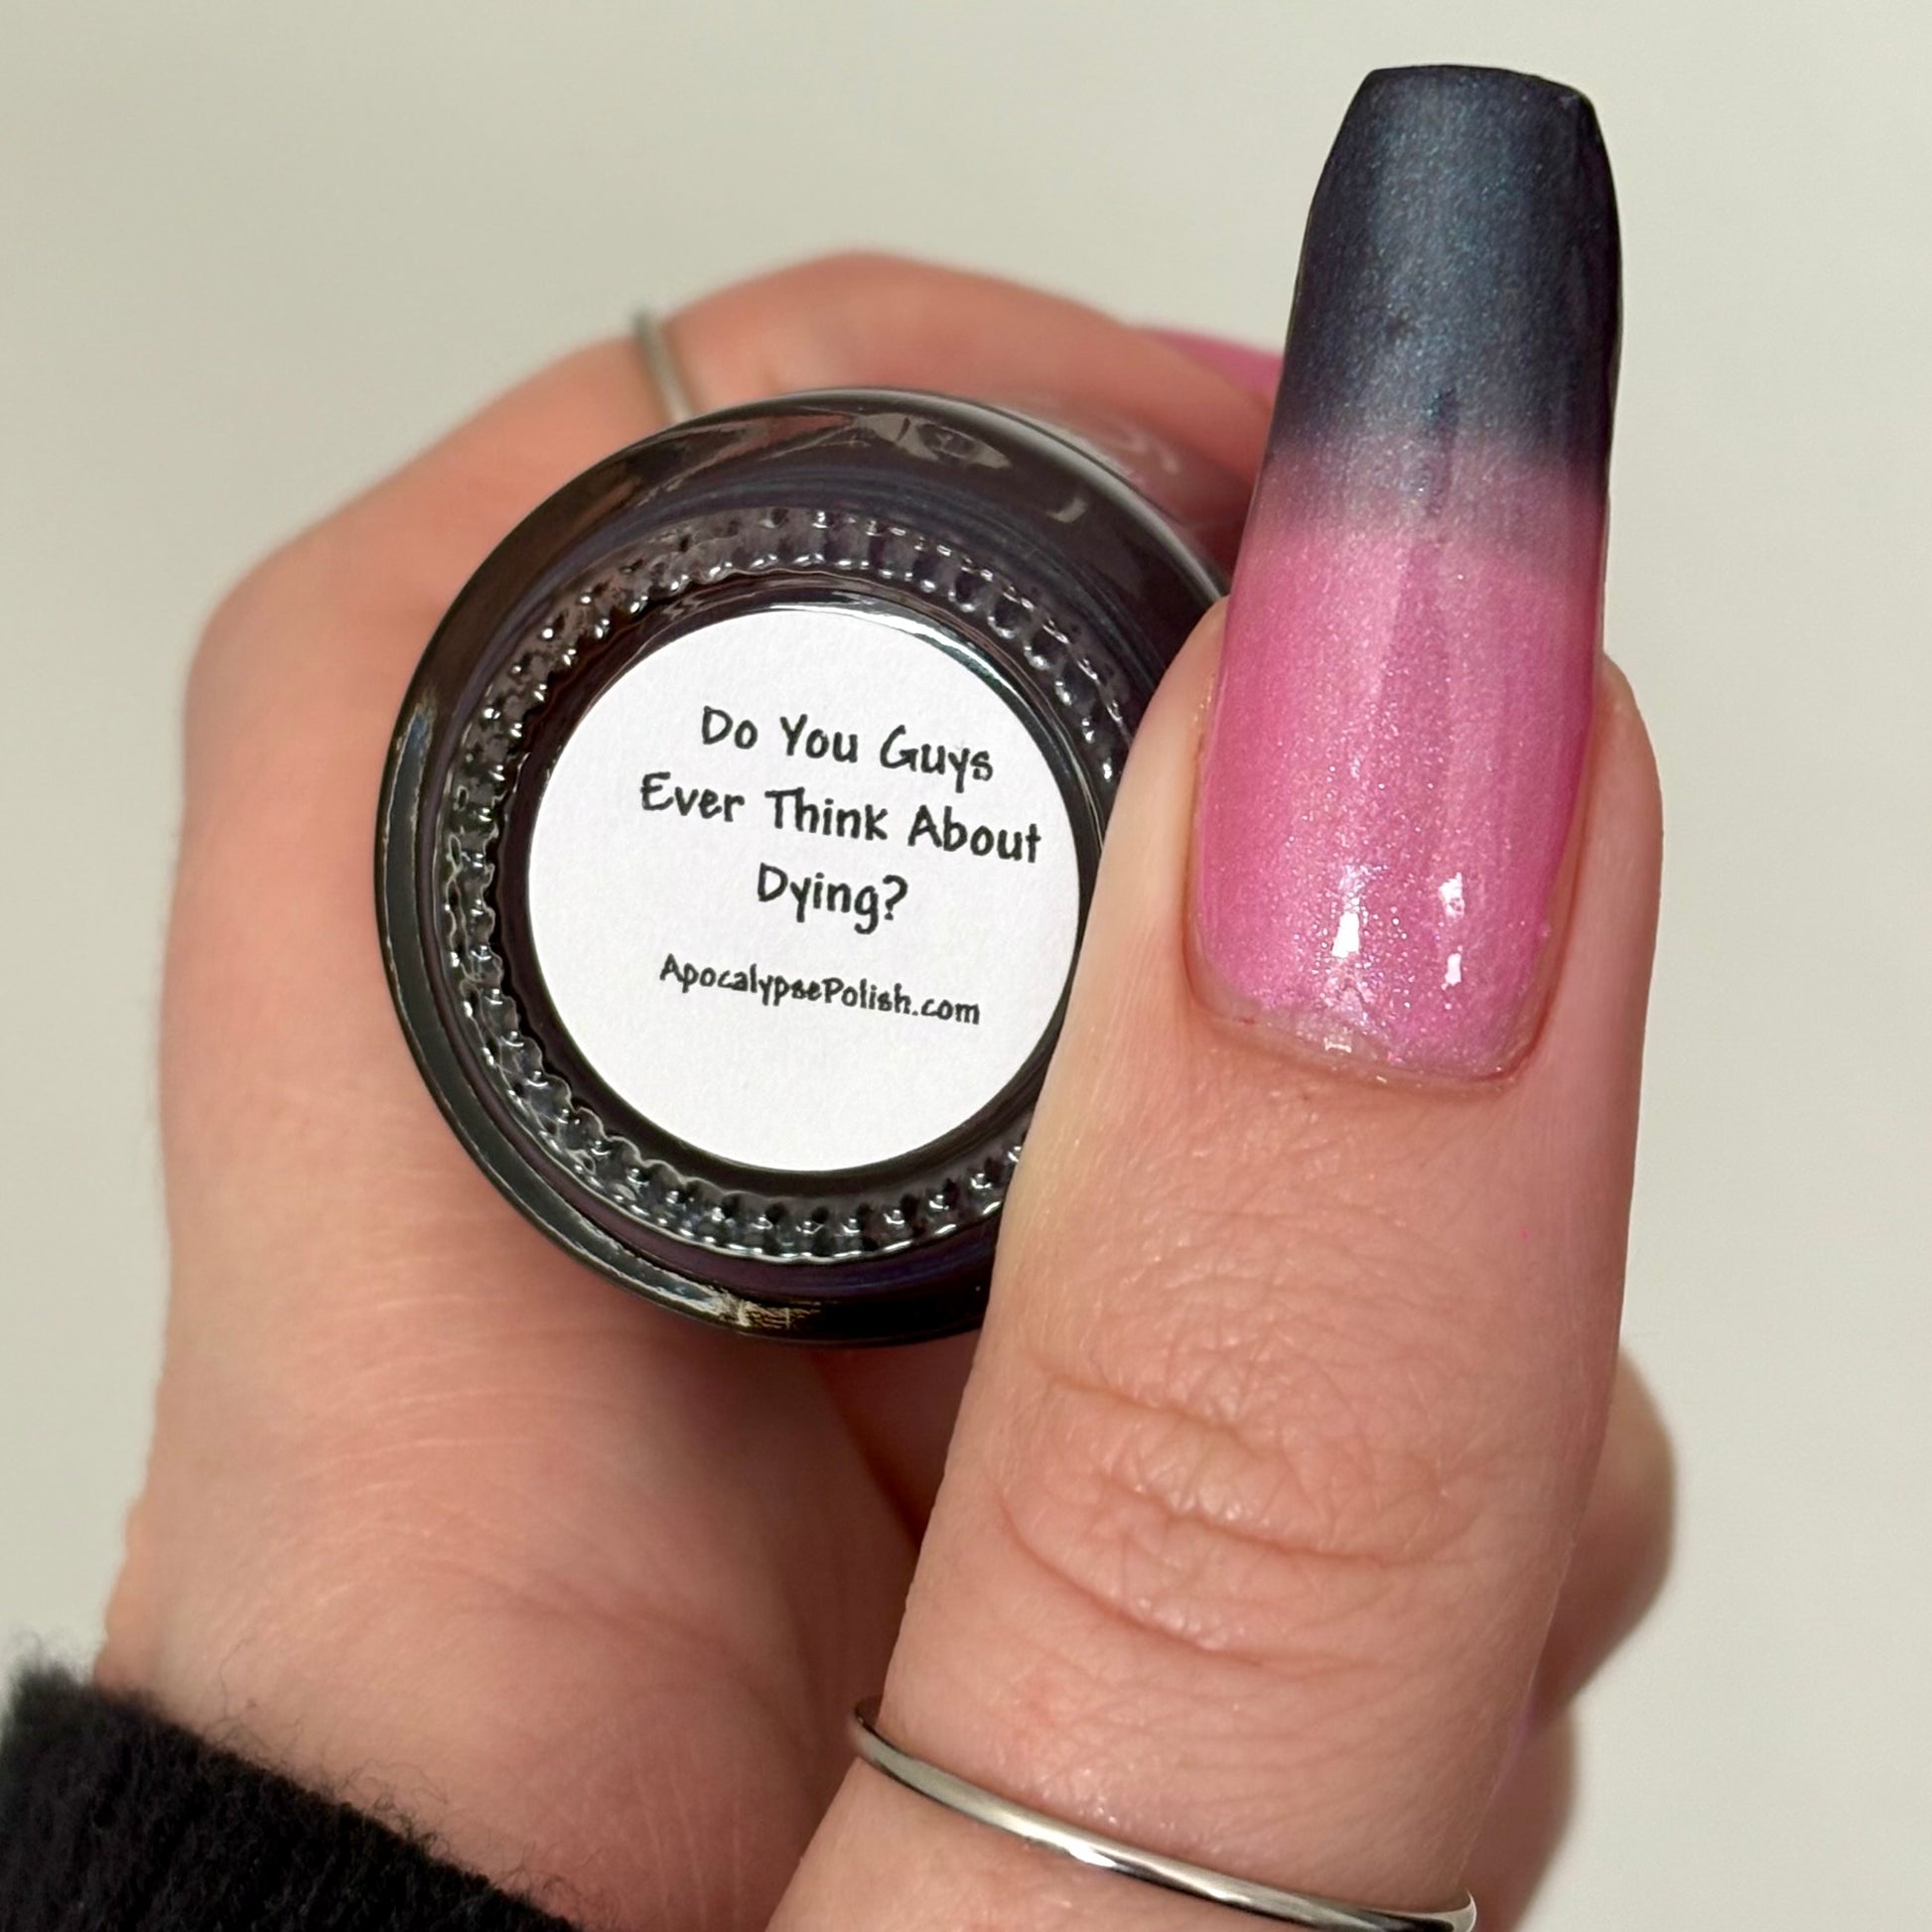 Do You Guys
Ever Think About
Dying?
ApocalypsePolish.com